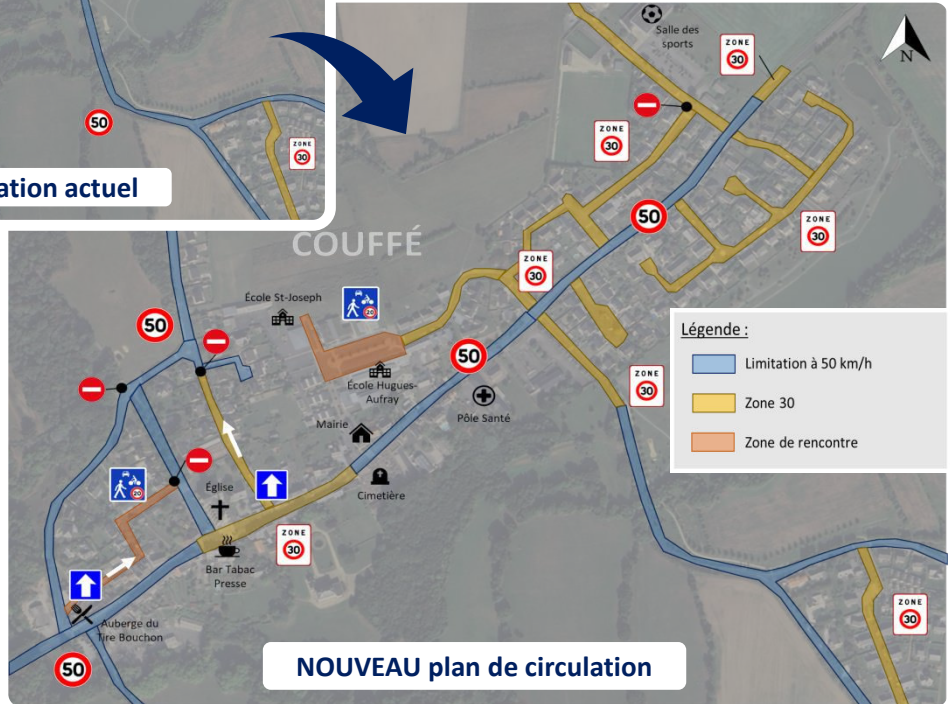 50
ZONE
30
ation actuel
Salle des
sports
N
ZONE
30
ZONE
30
50
ZONE
30
COUFFÉ
ZONE
30
École St-Joseph
20
50
50
École Hugues-
Aufray
Mairie
Pôle Santé
ZONE
30
Légende :
Limitation à 50 km/h
Zone 30
Zone de rencontre
20
Église
Cimetière
ZONE
30
Bar Tabac
Presse
Auberge du
Tire Bouchon
50
ZONE
30
NOUVEAU plan de circulation